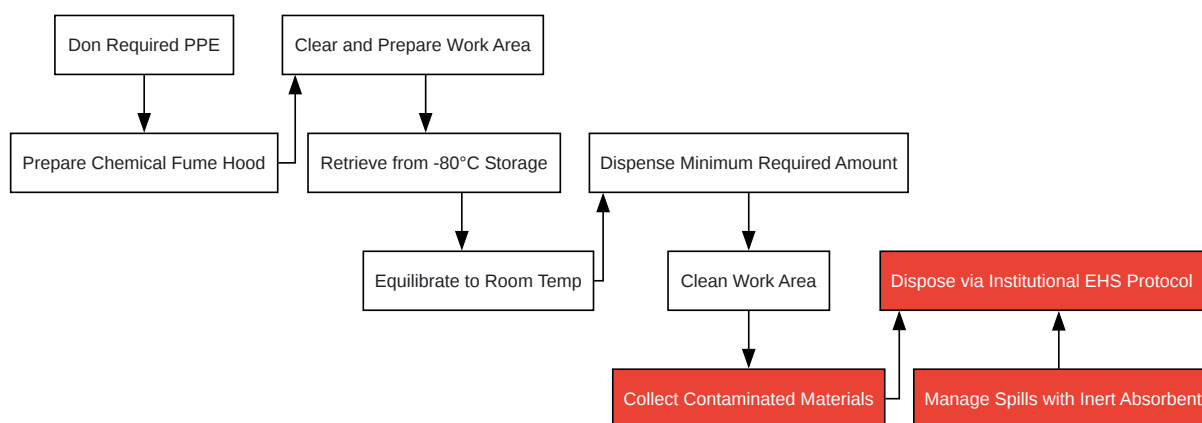 Don Required PPE
Clear and Prepare Work Area
Prepare Chemical Fume Hood
Retrieve from -80°C Storage
Dispense Minimum Required Amount
Equilibrate to Room Temp
Clean Work Area
Dispose via Institutional EHS Protocol
Collect Contaminated Materials
Manage Spills with Inert Absorbent